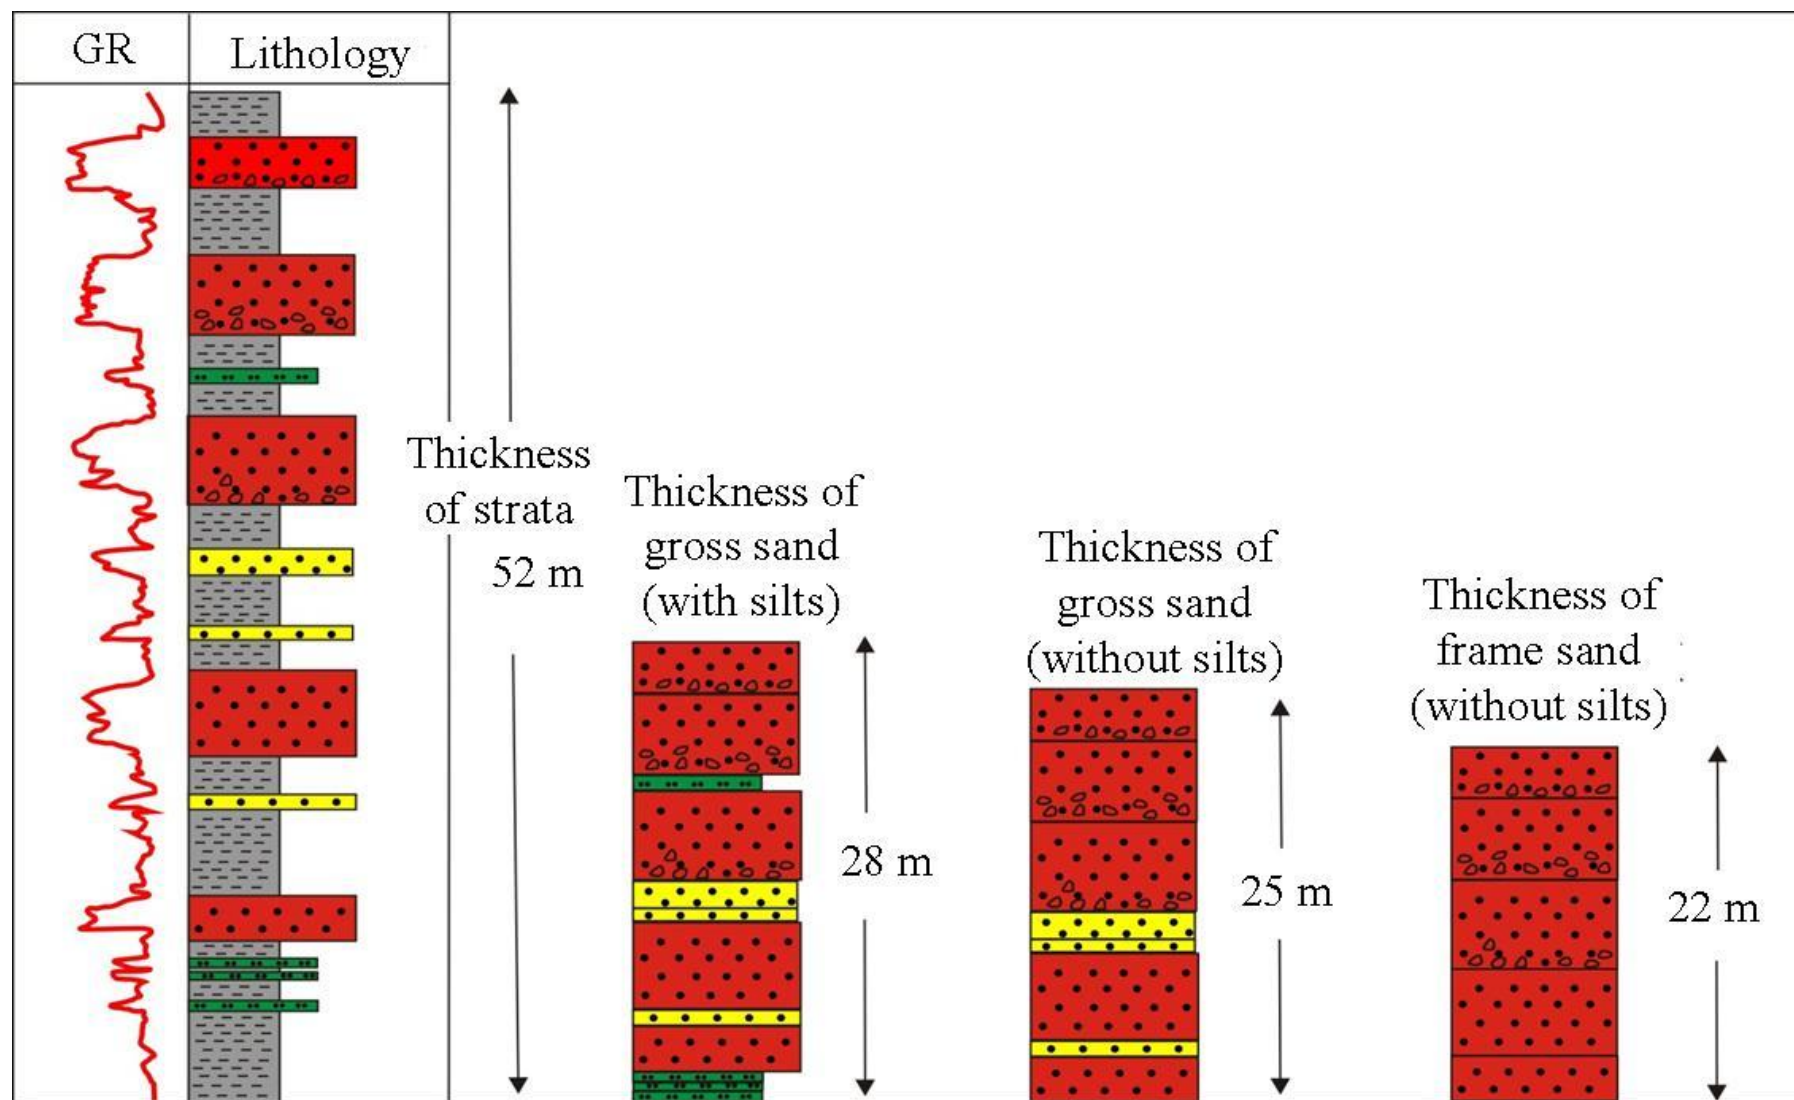 GR
Lithology
Thickness
of strata
52 m
Thickness of
gross sand
(with silts)
28 m
Thickness of
gross sand
(without silts)
25 m
Thickness of
frame sand
(without silts)
22 m